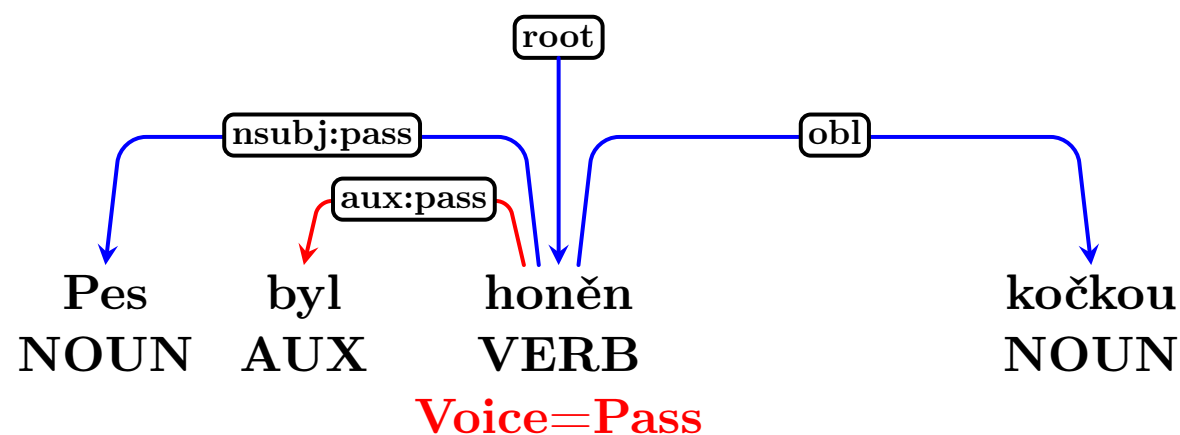 root
nsubj:pass obl
aux:pass
Pes byl honěn kočkou
NOUN AUX VERB NOUN
Voice=Pass